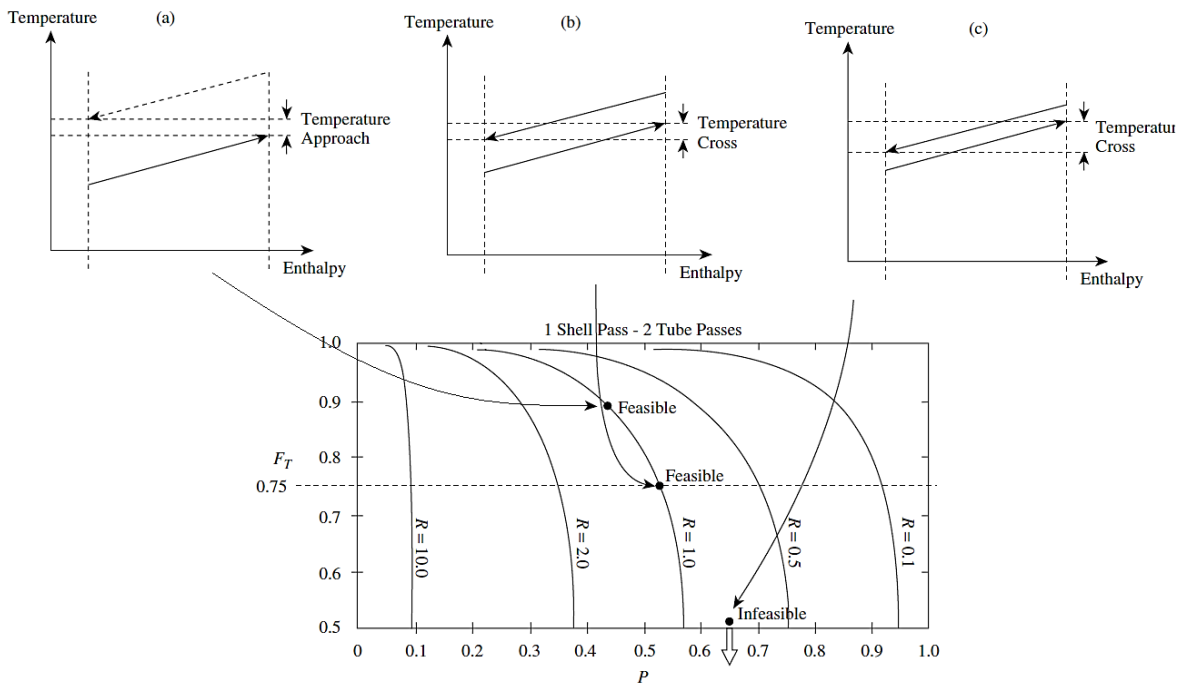 (a)
Temperature
Temperature
Approach
Enthalpy
(b)
Temperature
Temperature
Cross
Enthalpy
(c)
Temperature
Temperatur
Cross
Enthalpy
1 Shell Pass - 2 Tube Passes
1.0
0.9
0.8
F_T
0.75
0.7
0.6
0.5
Feasible
Feasible
Infeasible
R = 10.0
R = 2.0
R = 1.0
R = 0.5
R = 0.1
0 0.1 0.2 0.3 0.4 0.5 0.6 0.7 0.8 0.9 1.0
P